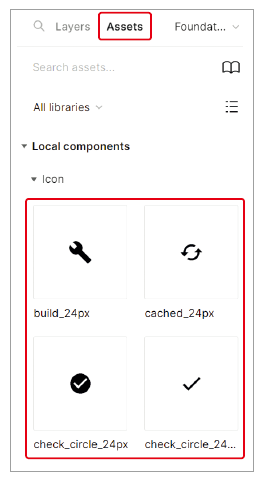 Layers Assets Foundat...
Search assets...
All libraries
Local components
Icon
build_24px cached_24px
check_circle_24px check_circle_24...